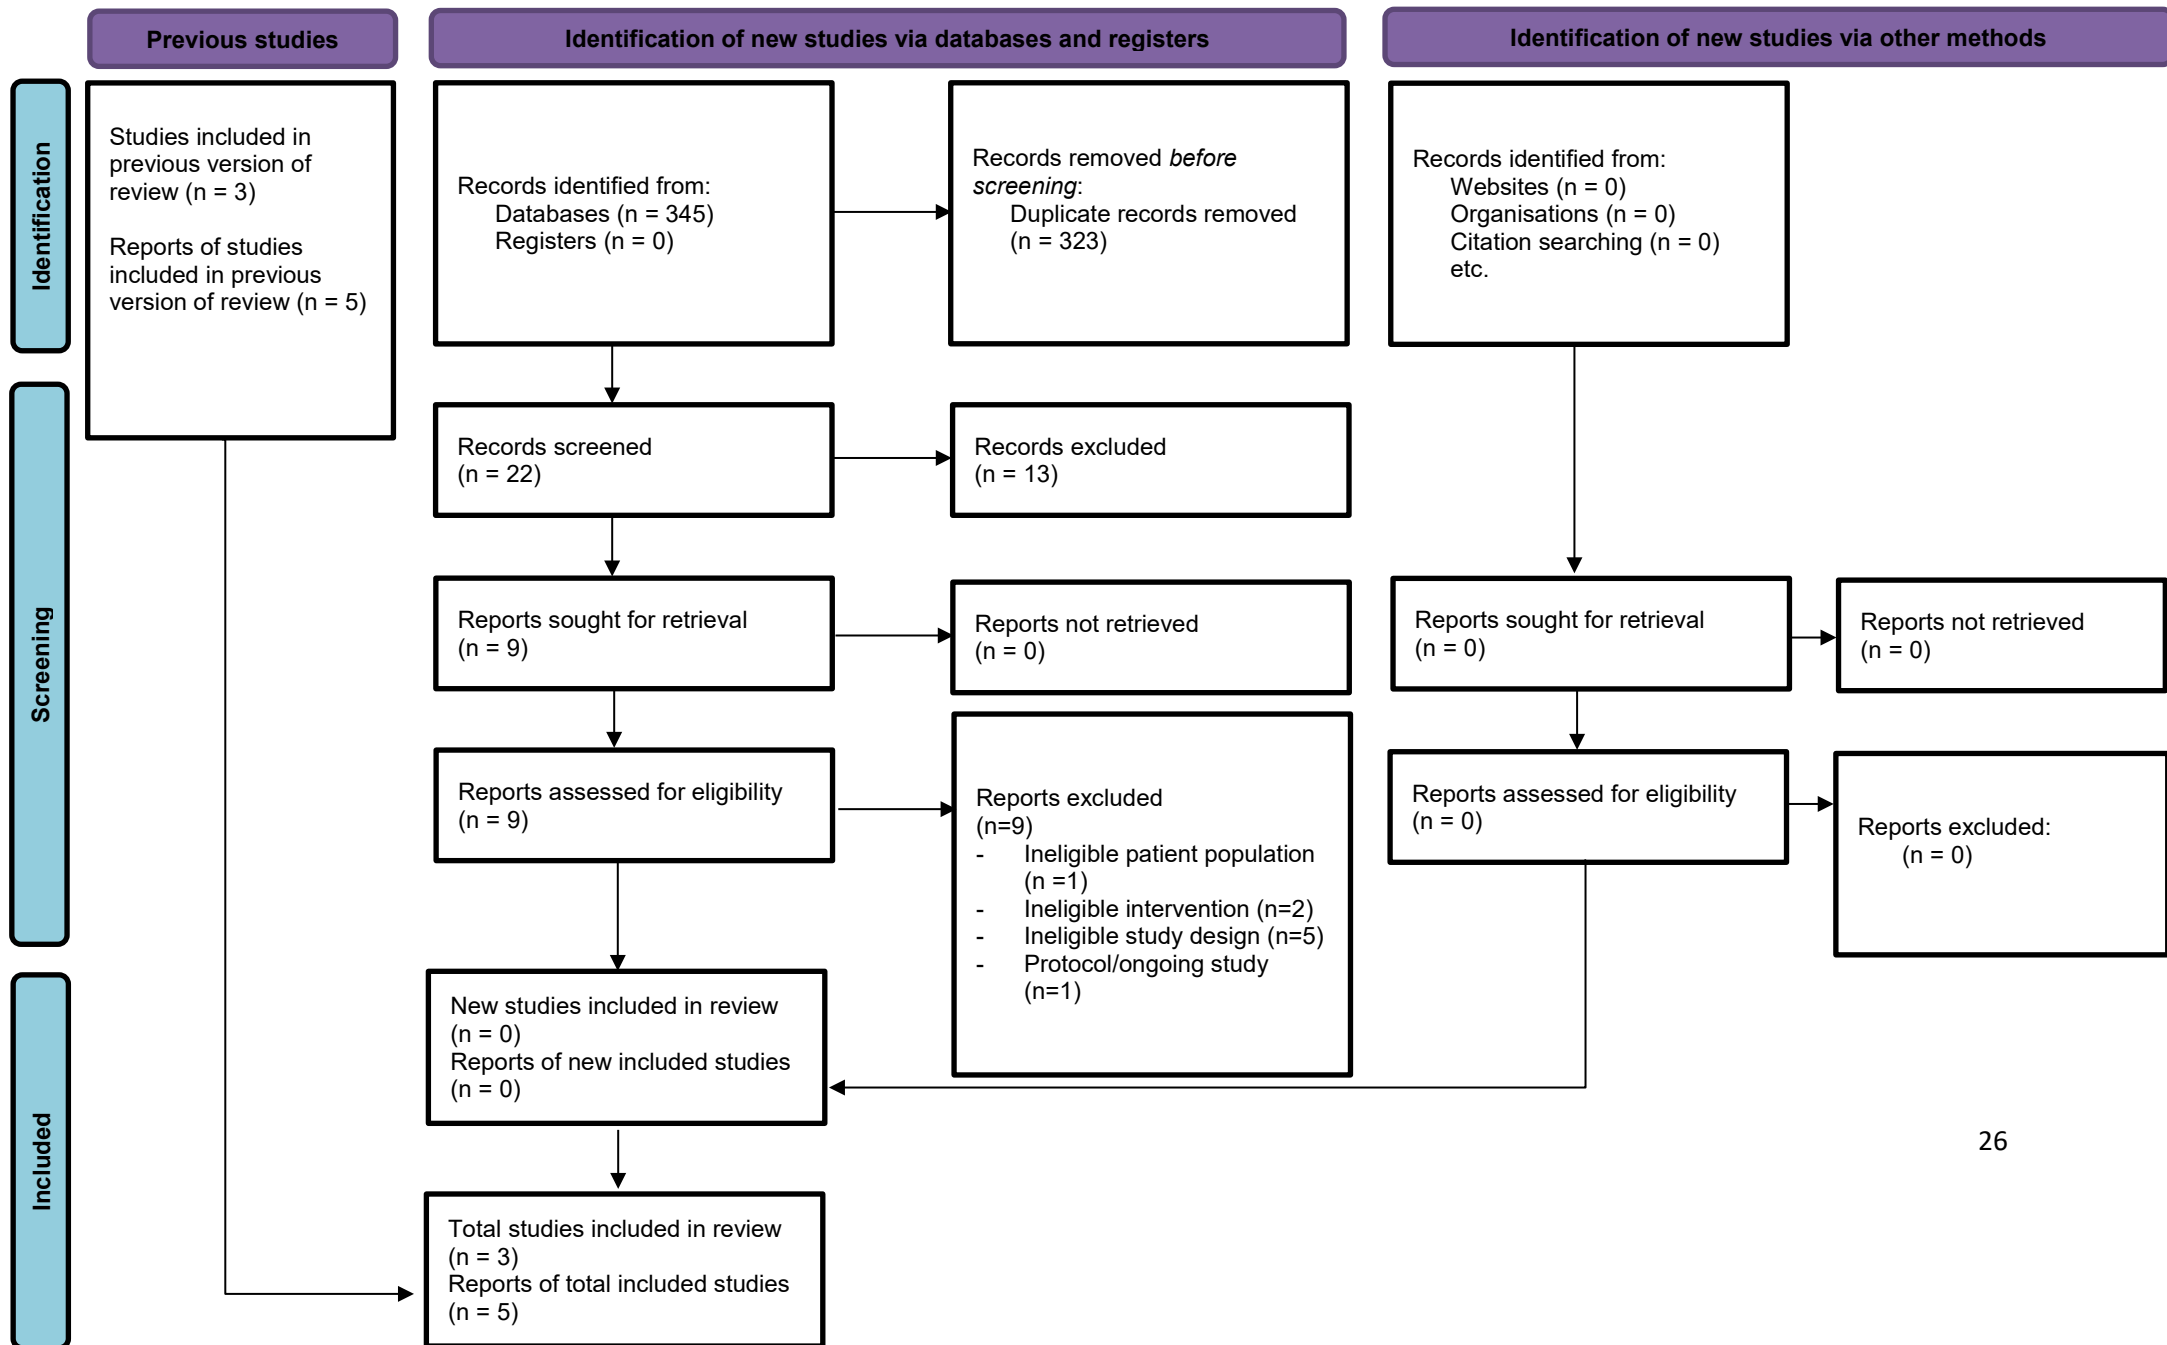 Previous studies
Identification of new studies via databases and registers
Identification of new studies via other methods
Identification
Studies included in
previous version of
review (n = 3)
Reports of studies
included in previous
version of review (n = 5)
Records identified from:
Databases (n = 345)
Registers (n = 0)
Records removed before
screening:
Duplicate records removed
(n = 323)
Records identified from:
Websites (n = 0)
Organisations (n = 0)
Citation searching (n = 0)
etc.
Screening
Records screened
(n = 22)
Records excluded
(n = 13)
Reports sought for retrieval
(n = 9)
Reports not retrieved
(n = 0)
Reports sought for retrieval
(n = 0)
Reports not retrieved
(n = 0)
Reports assessed for eligibility
(n = 9)
Reports excluded
(n=9)
- Ineligible patient population
(n =1)
- Ineligible intervention (n=2)
- Ineligible study design (n=5)
- Protocol/ongoing study
(n=1)
Reports assessed for eligibility
(n = 0)
Reports excluded:
(n = 0)
Included
New studies included in review
(n = 0)
Reports of new included studies
(n = 0)
Total studies included in review
(n = 3)
Reports of total included studies
(n = 5)
26